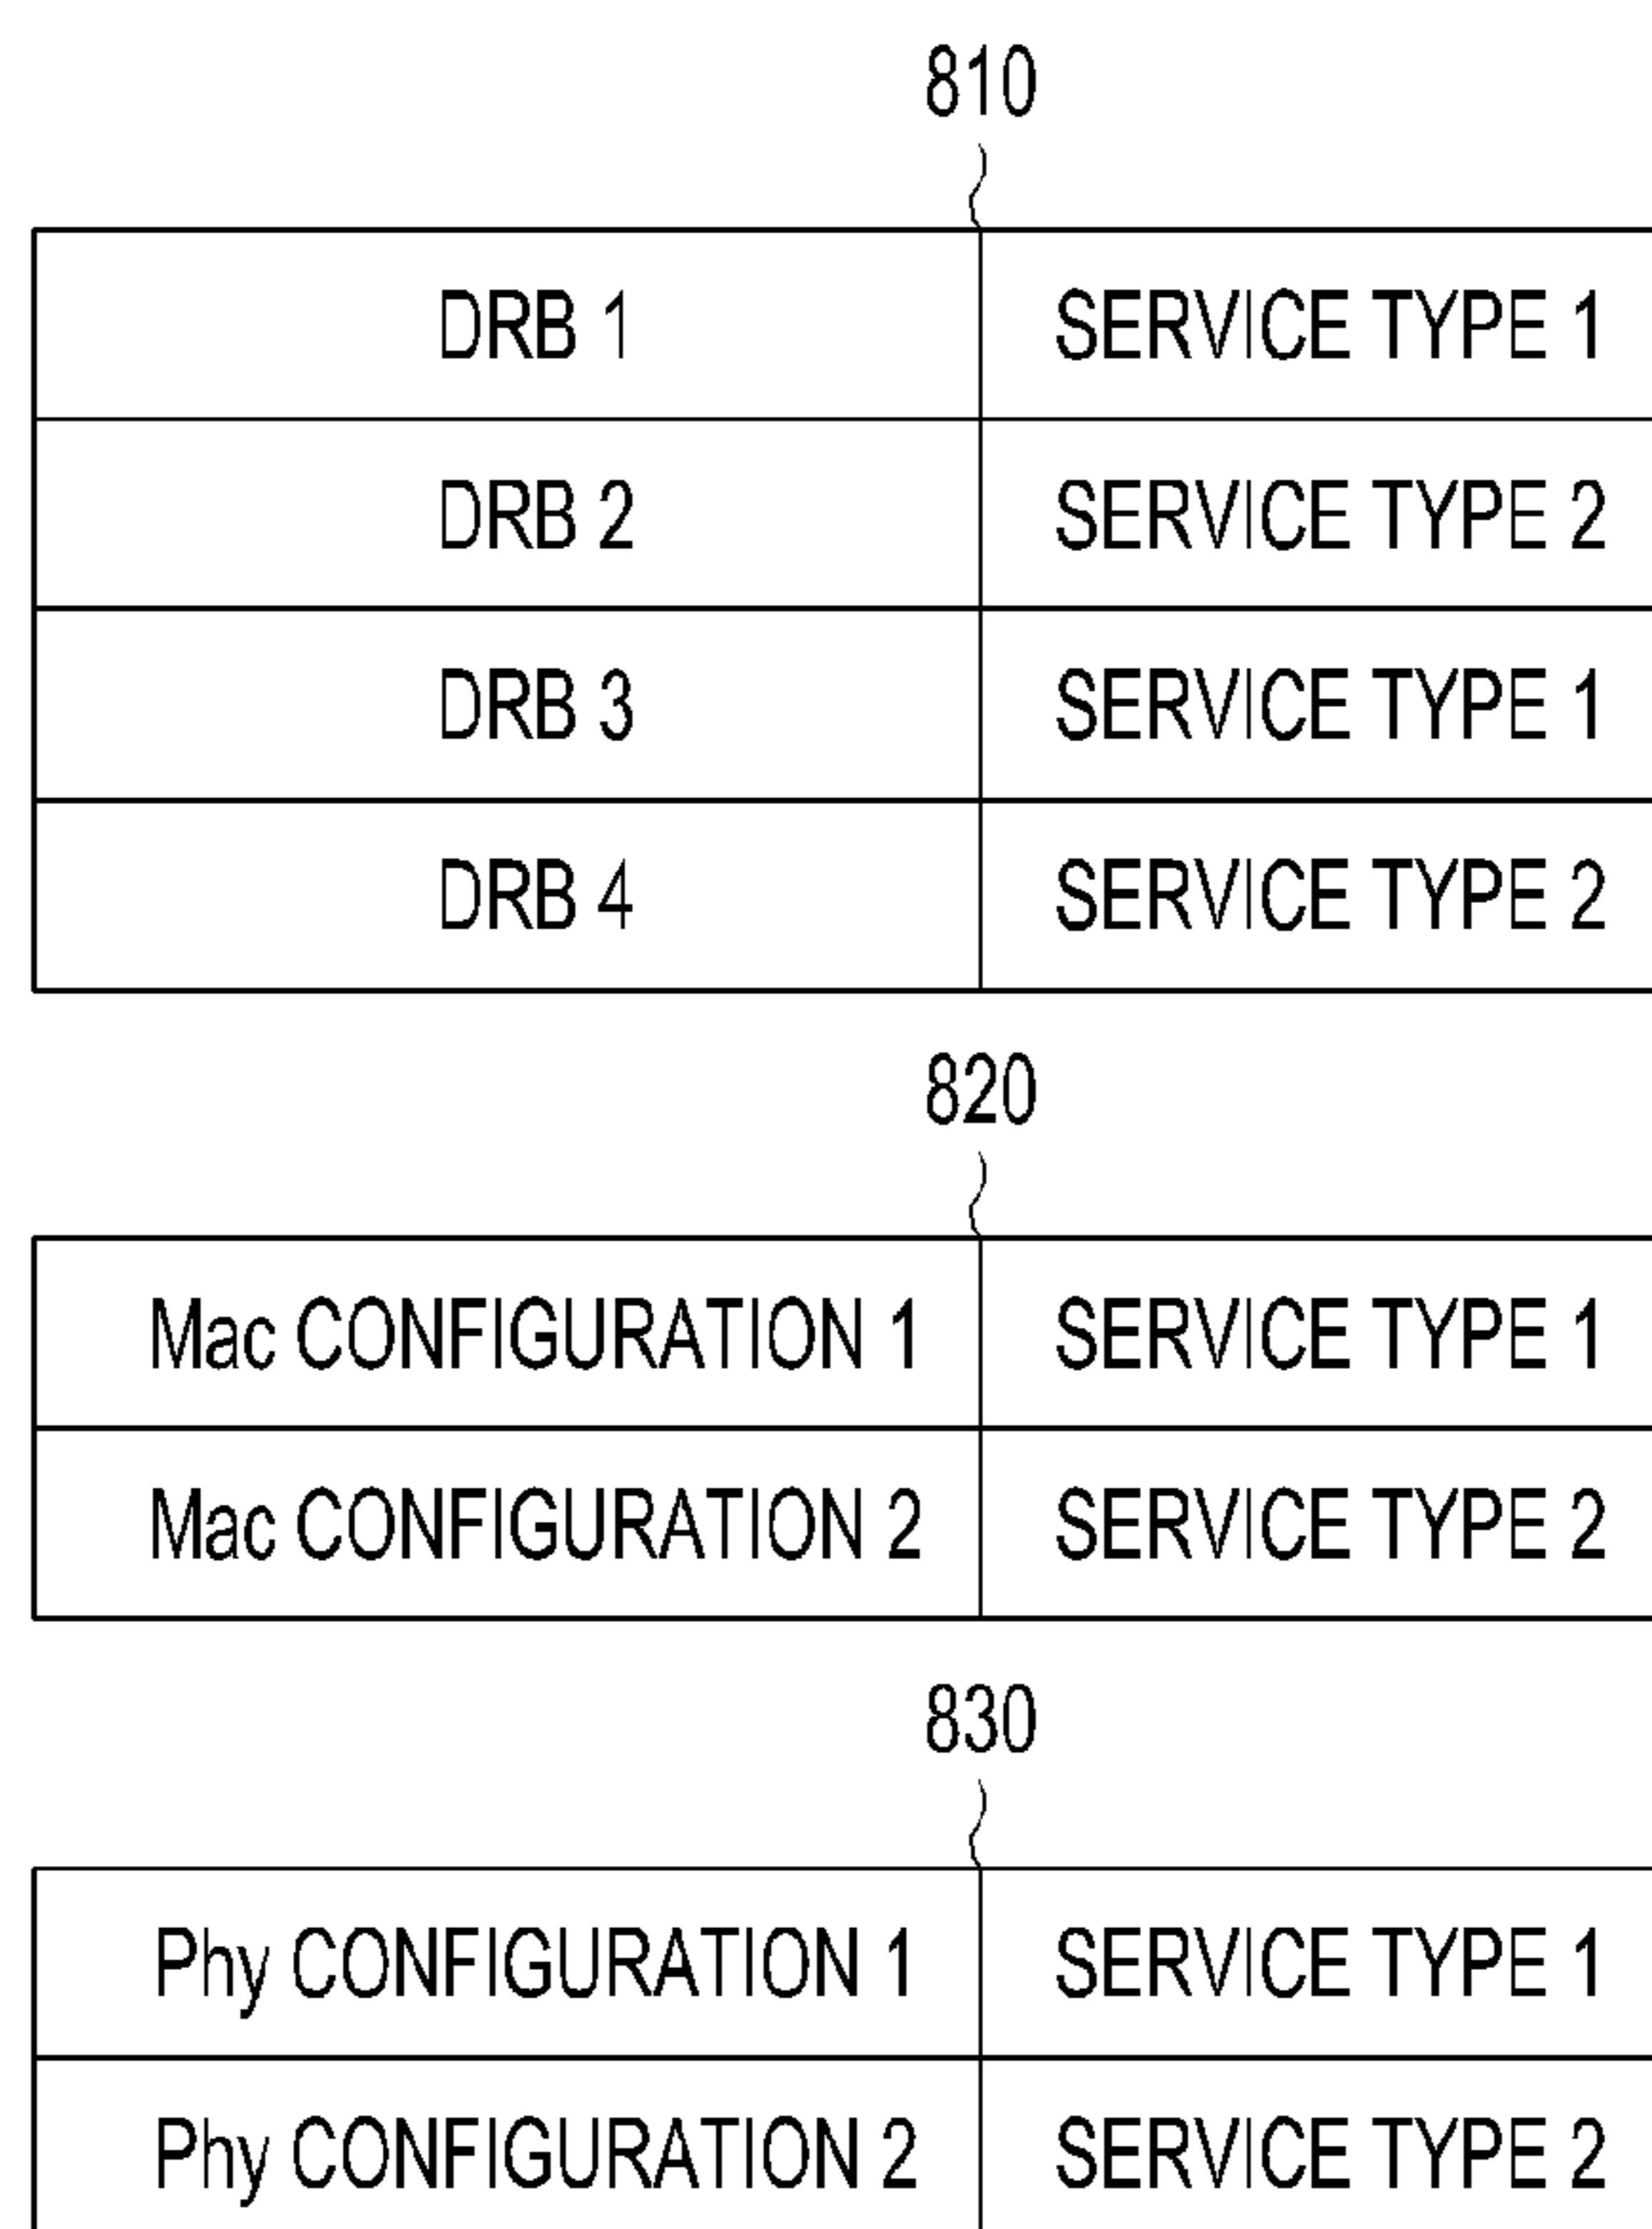 810
DRB 1 SERVICE TYPE 1
DRB 2 SERVICE TYPE 2
DRB 3 SERVICE TYPE 1
DRB 4 SERVICE TYPE 2
820
Mac CONFIGURATION 1 SERVICE TYPE 1
Mac CONFIGURATION 2 SERVICE TYPE 2
830
Phy CONFIGURATION 1 SERVICE TYPE 1
Phy CONFIGURATION 2 SERVICE TYPE 2